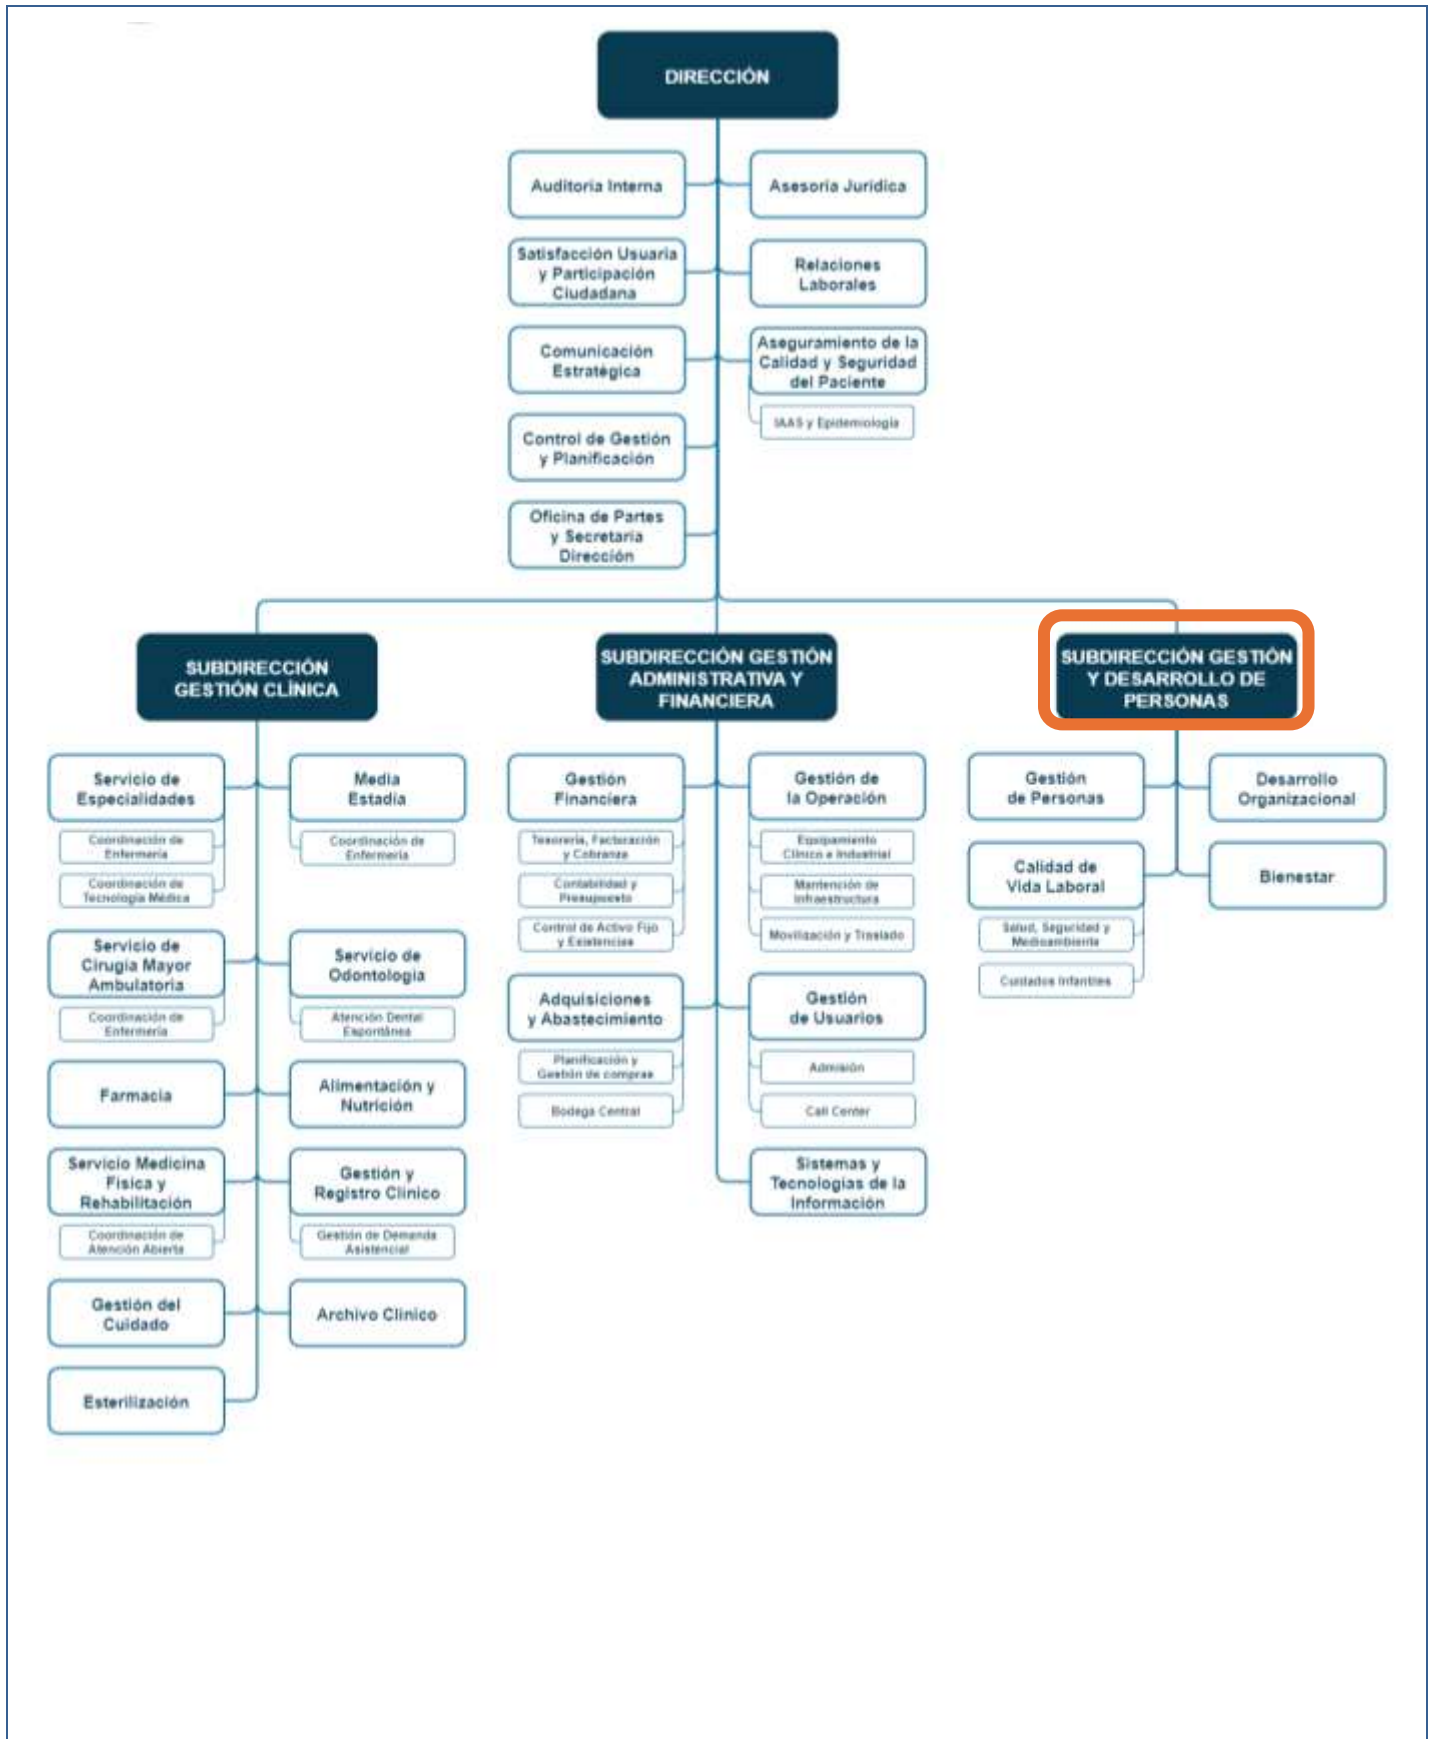 DIRECCIÓN
Auditoría Interna
Asesoría Jurídica
Satisfacción Usuaria
y Participación
Ciudadana
Relaciones
Laborales
Comunicación
Estratégica
Aseguramiento de la
Calidad y Seguridad
del Paciente
IAAS y Epidemiología
Control de Gestión
y Planificación
Oficina de Partes
y Secretaría
Dirección
SUBDIRECCIÓN
GESTIÓN CLÍNICA
Servicio de
Especialidades
Coordinación de
Enfermería
Coordinación de
Tecnología Médica
Media
Estadía
Coordinación de
Enfermería
Servicio de
Cirugía Mayor
Ambulatoria
Coordinación de
Enfermería
Servicio de
Odontología
Atención Dental
Espontánea
Farmacia
Alimentación y
Nutrición
Servicio Medicina
Física y
Rehabilitación
Coordinación de
Atención Abierta
Gestión y
Registro Clínico
Gestión de Demanda
Asistencial
Gestión del
Cuidado
Archivo Clínico
Esterilización
SUBDIRECCIÓN GESTIÓN
ADMINISTRATIVA Y
FINANCIERA
Gestión
Financiera
Tesorería, Facturación
y Cobranza
Contabilidad y
Presupuesto
Control de Activo Fijo
y Existencias
Gestión de
la Operación
Equipamiento
Clínico e Industrial
Mantención de
Infraestructura
Movilización y Traslado
Adquisiciones
y Abastecimiento
Planificación y
Gestión de compras
Bodega Central
Gestión
de Usuarios
Admisión
Call Center
Sistemas y
Tecnologías de la
Información
SUBDIRECCIÓN GESTIÓN
Y DESARROLLO DE
PERSONAS
Gestión
de Personas
Desarrollo
Organizacional
Calidad de
Vida Laboral
Salud, Seguridad y
Medioambiente
Cuidados Infantiles
Bienestar